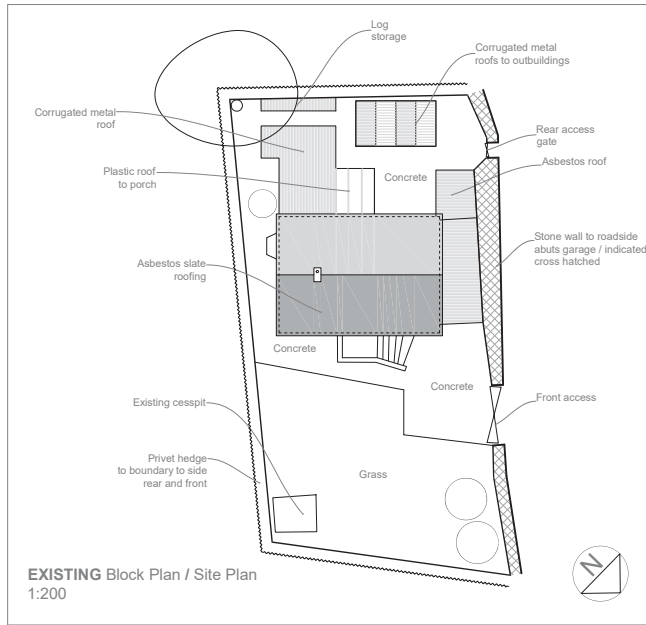 Log
storage
Corrugated metal
roofs to outbuildings
Corrugated metal
roof
Rear access
gate
Asbestos roof
Plastic roof
to porch
Concrete
Stone wall to roadside
abuts garage / indicated
cross hatched
Asbestos slate
roofing
Concrete
Concrete
Front access
Existing cesspit
Privet hedge
to boundary to side
rear and front
Grass
EXISTING Block Plan / Site Plan
1:200
N